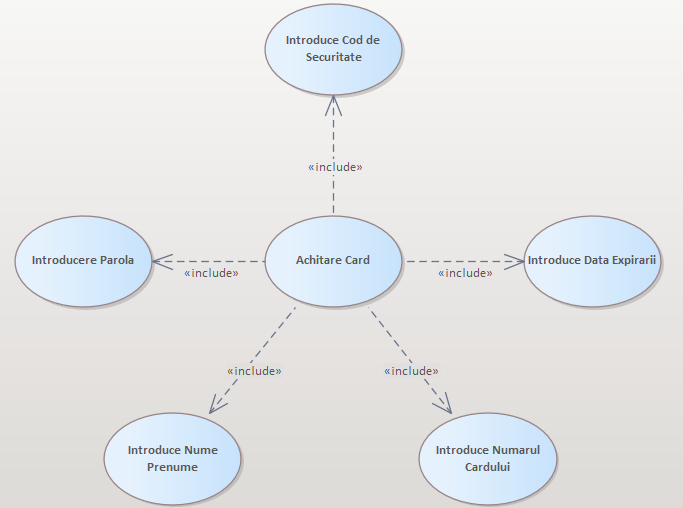 Introduce Cod de
Securitate
«include»
Introducere Parola
Achitare Card
Introduce Data Expirarii
«include»
«include»
«include»
«include»
Introduce Nume
Prenume
Introduce Numarul
Cardului